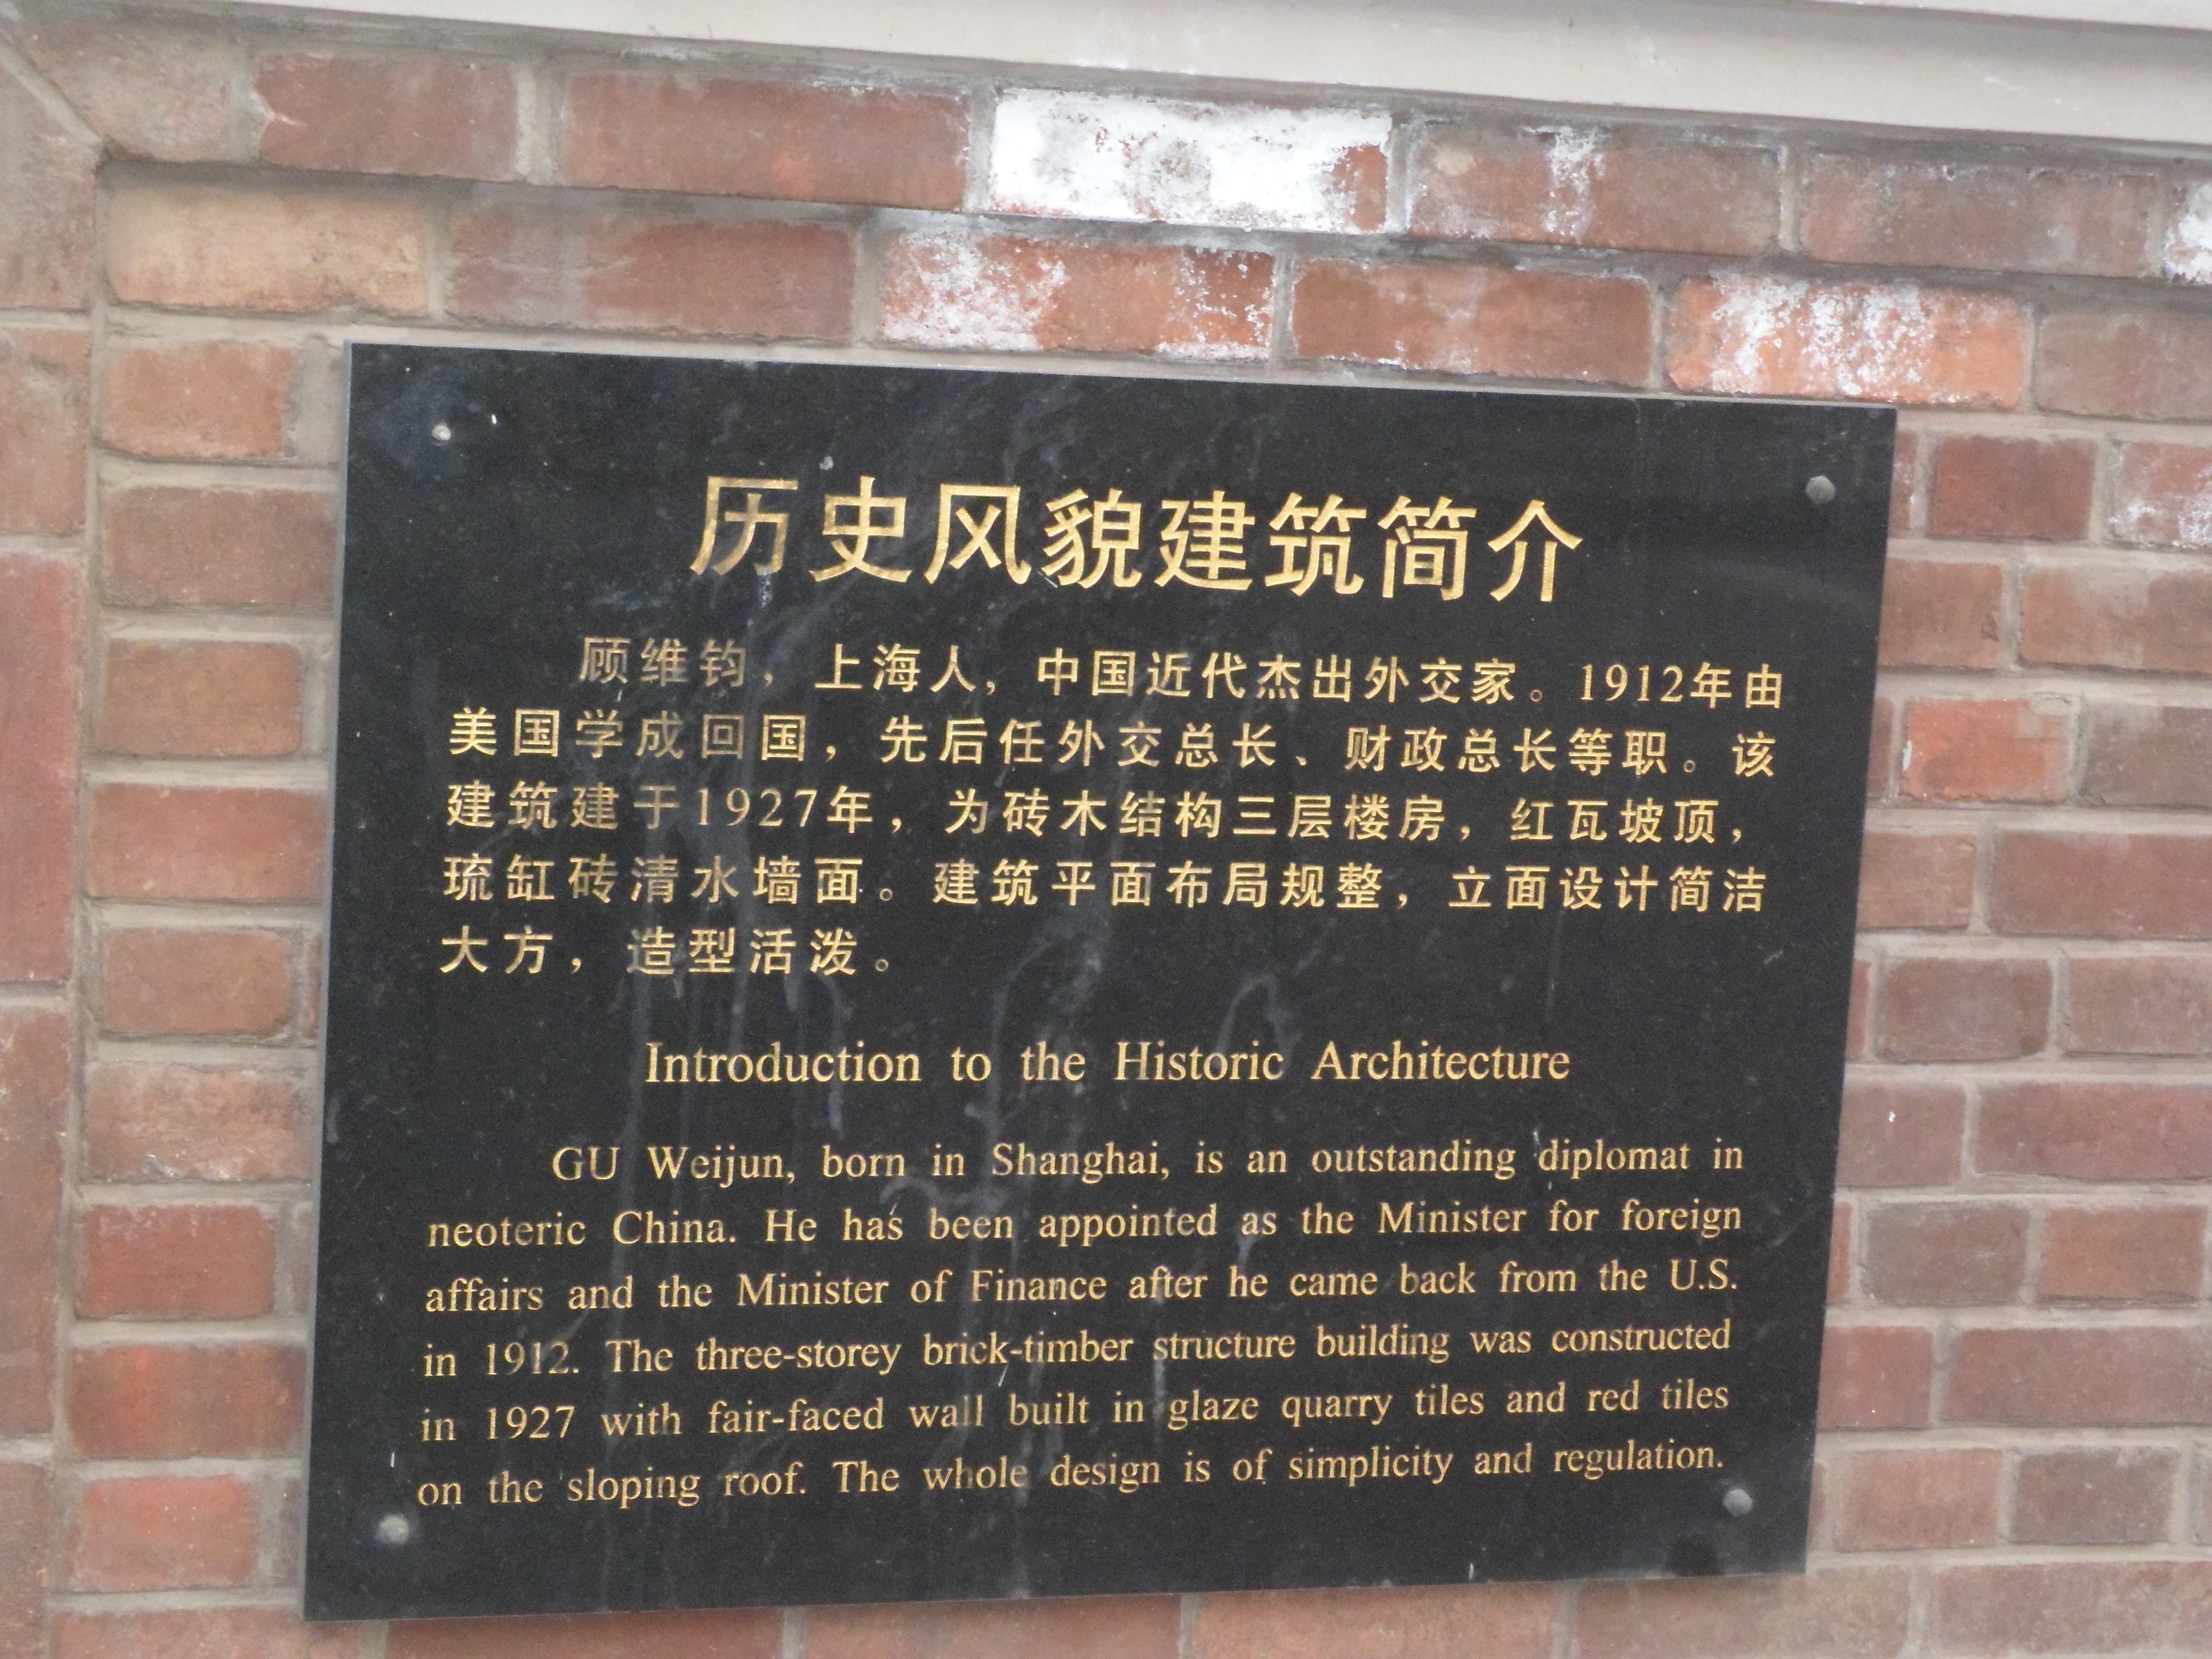 历史风貌建筑简介
顾维钧，上海人，中国近代杰出外交家。1912年由
美国学成回国，先后任外交总长、财政总长等职。该
建筑建于1927年，为砖木结构三层楼房，红瓦坡顶，
琉缸砖清水墙面。建筑平面布局规整，立面设计简洁
大方，造型活泼。
Introduction to the Historic Architecture
GU Weijun, born in Shanghai, is an outstanding diplomat in
neoteric China. He has been appointed as the Minister for foreign
affairs and the Minister of Finance after he came back from the U.S.
in 1912. The three-storey brick-timber structure building was constructed
in 1927 with fair-faced wall built in glaze quarry tiles and red tiles
on the sloping roof. The whole design is of simplicity and regulation.